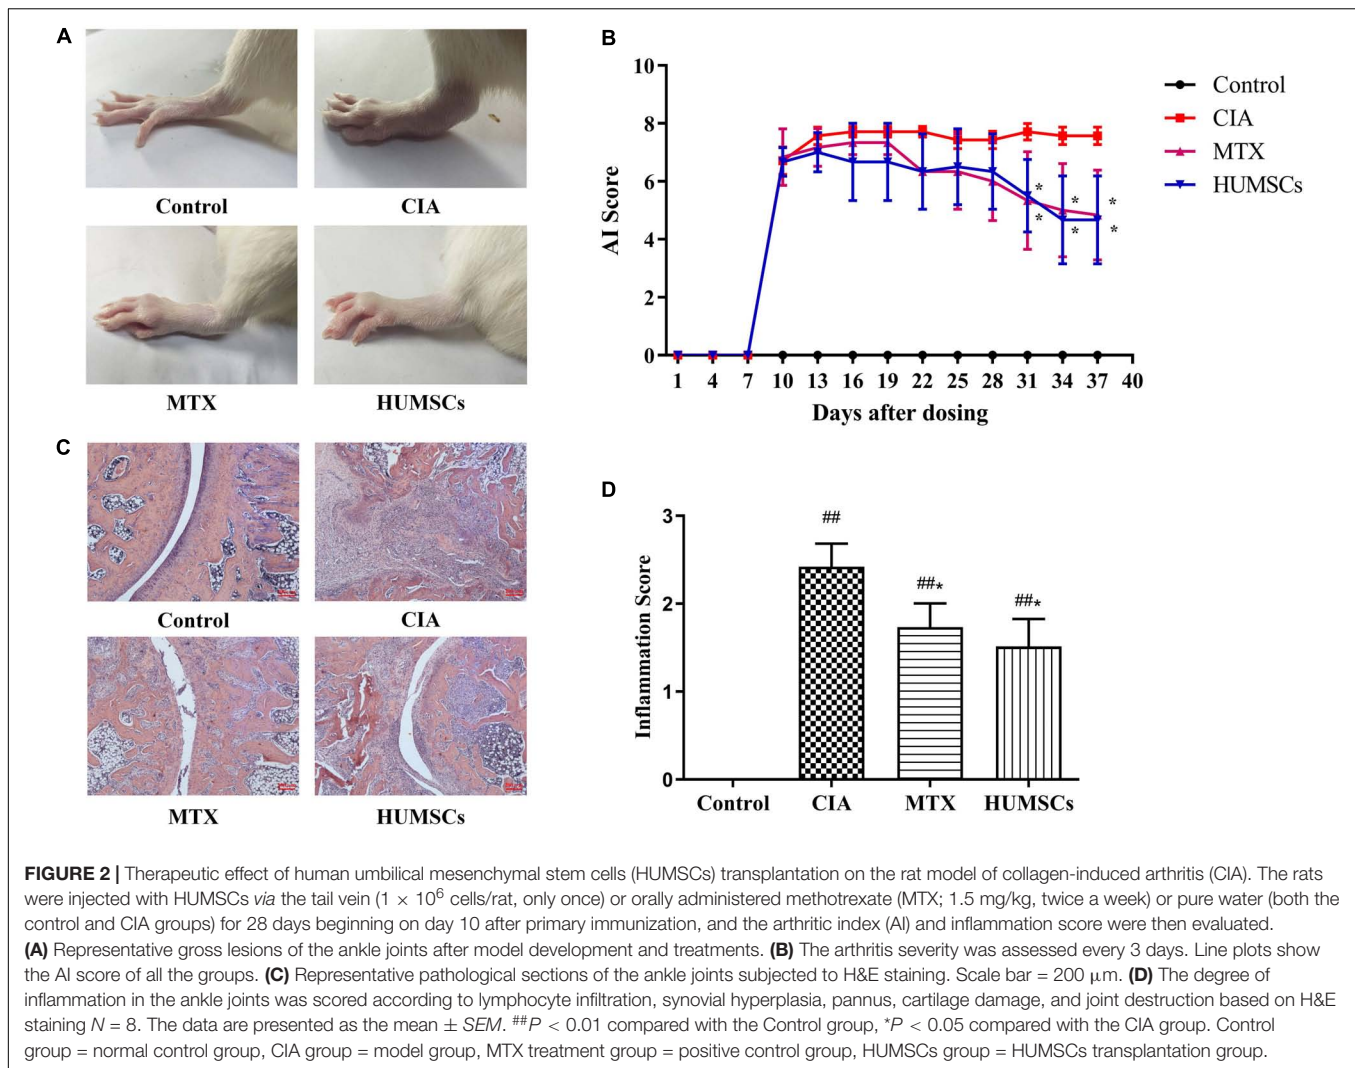 A
Control
CIA
MTX
HUMSCs
B
AI Score
10
8
6
4
2
0
1 4 7 10 13 16 19 22 25 28 31 34 37 40
Days after dosing
Control
CIA
MTX
HUMSCs
*
*
*
*
*
*
C
Control
CIA
MTX
HUMSCs
D
Inflammation Score
3
2
1
0
##
##*
##*
Control CIA MTX HUMSCs
FIGURE 2 | Therapeutic effect of human umbilical mesenchymal stem cells (HUMSCs) transplantation on the rat model of collagen-induced arthritis (CIA). The rats
were injected with HUMSCs via the tail vein (1 × 10⁶ cells/rat, only once) or orally administered methotrexate (MTX; 1.5 mg/kg, twice a week) or pure water (both the
control and CIA groups) for 28 days beginning on day 10 after primary immunization, and the arthritic index (AI) and inflammation score were then evaluated.
(A) Representative gross lesions of the ankle joints after model development and treatments. (B) The arthritis severity was assessed every 3 days. Line plots show
the AI score of all the groups. (C) Representative pathological sections of the ankle joints subjected to H&E staining. Scale bar = 200 μm. (D) The degree of
inflammation in the ankle joints was scored according to lymphocyte infiltration, synovial hyperplasia, pannus, cartilage damage, and joint destruction based on H&E
staining N = 8. The data are presented as the mean ± SEM. ##P < 0.01 compared with the Control group, *P < 0.05 compared with the CIA group. Control
group = normal control group, CIA group = model group, MTX treatment group = positive control group, HUMSCs group = HUMSCs transplantation group.